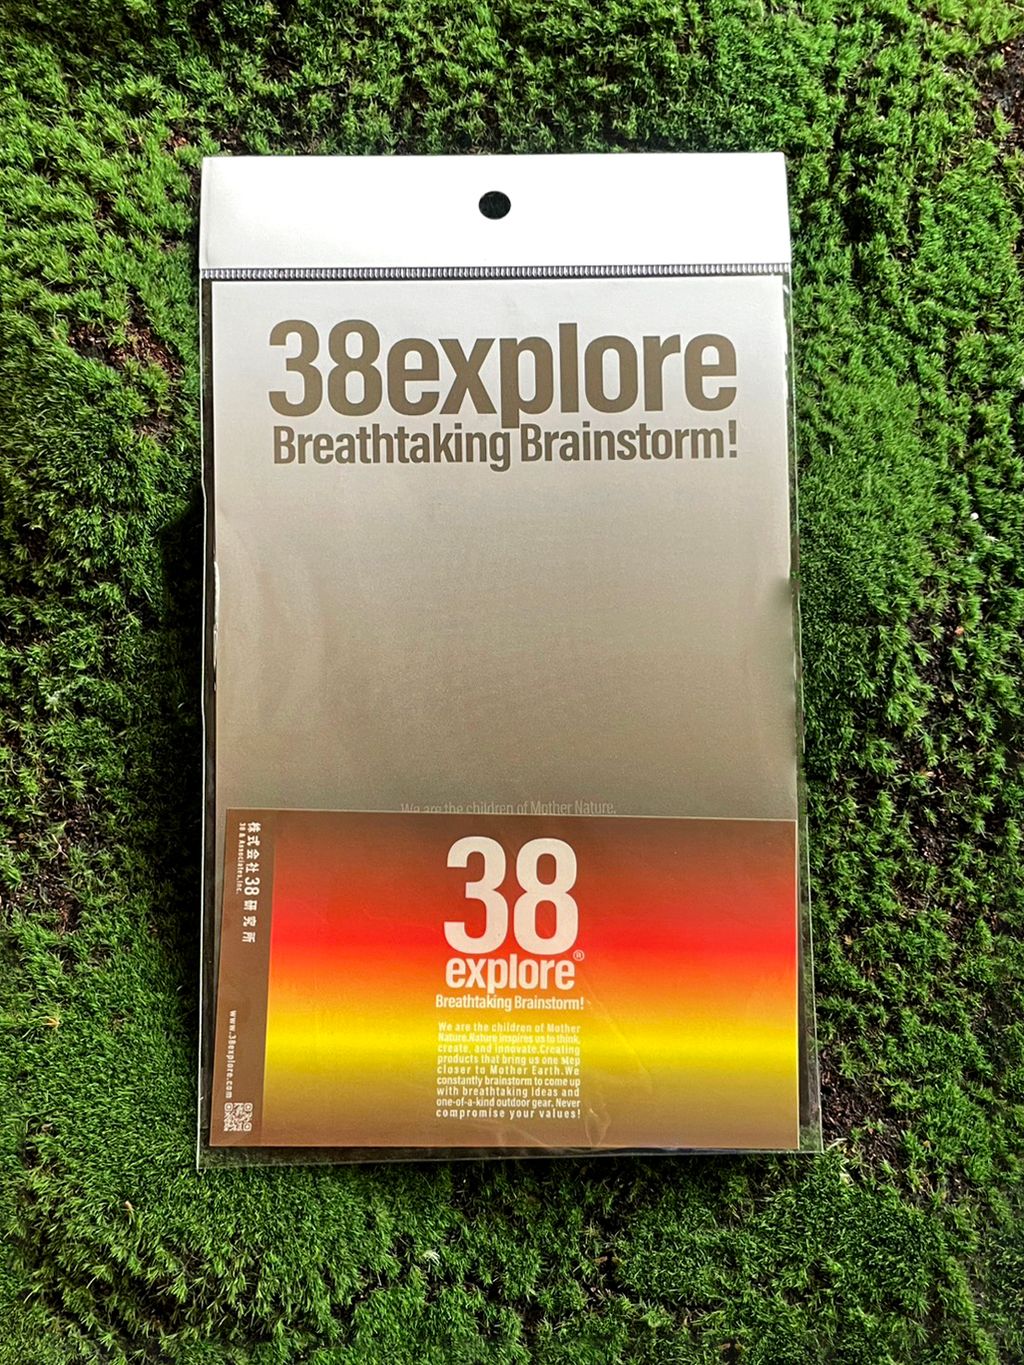 38explore
Breathtaking Brainstorm!
We are the children of Mother Nature.
株式会社38研究所
38 & Associates,Inc.
www.38explore.com
38
explore®
Breathtaking Brainstorm!
We are the children of Mother
Nature.Nature inspires us to think,
create, and innovate.Creating
products that bring us one step
closer to Mother Earth.We
constantly brainstorm to come up
with breathtaking ideas and
one-of-a-kind outdoor gear. Never
compromise your values!